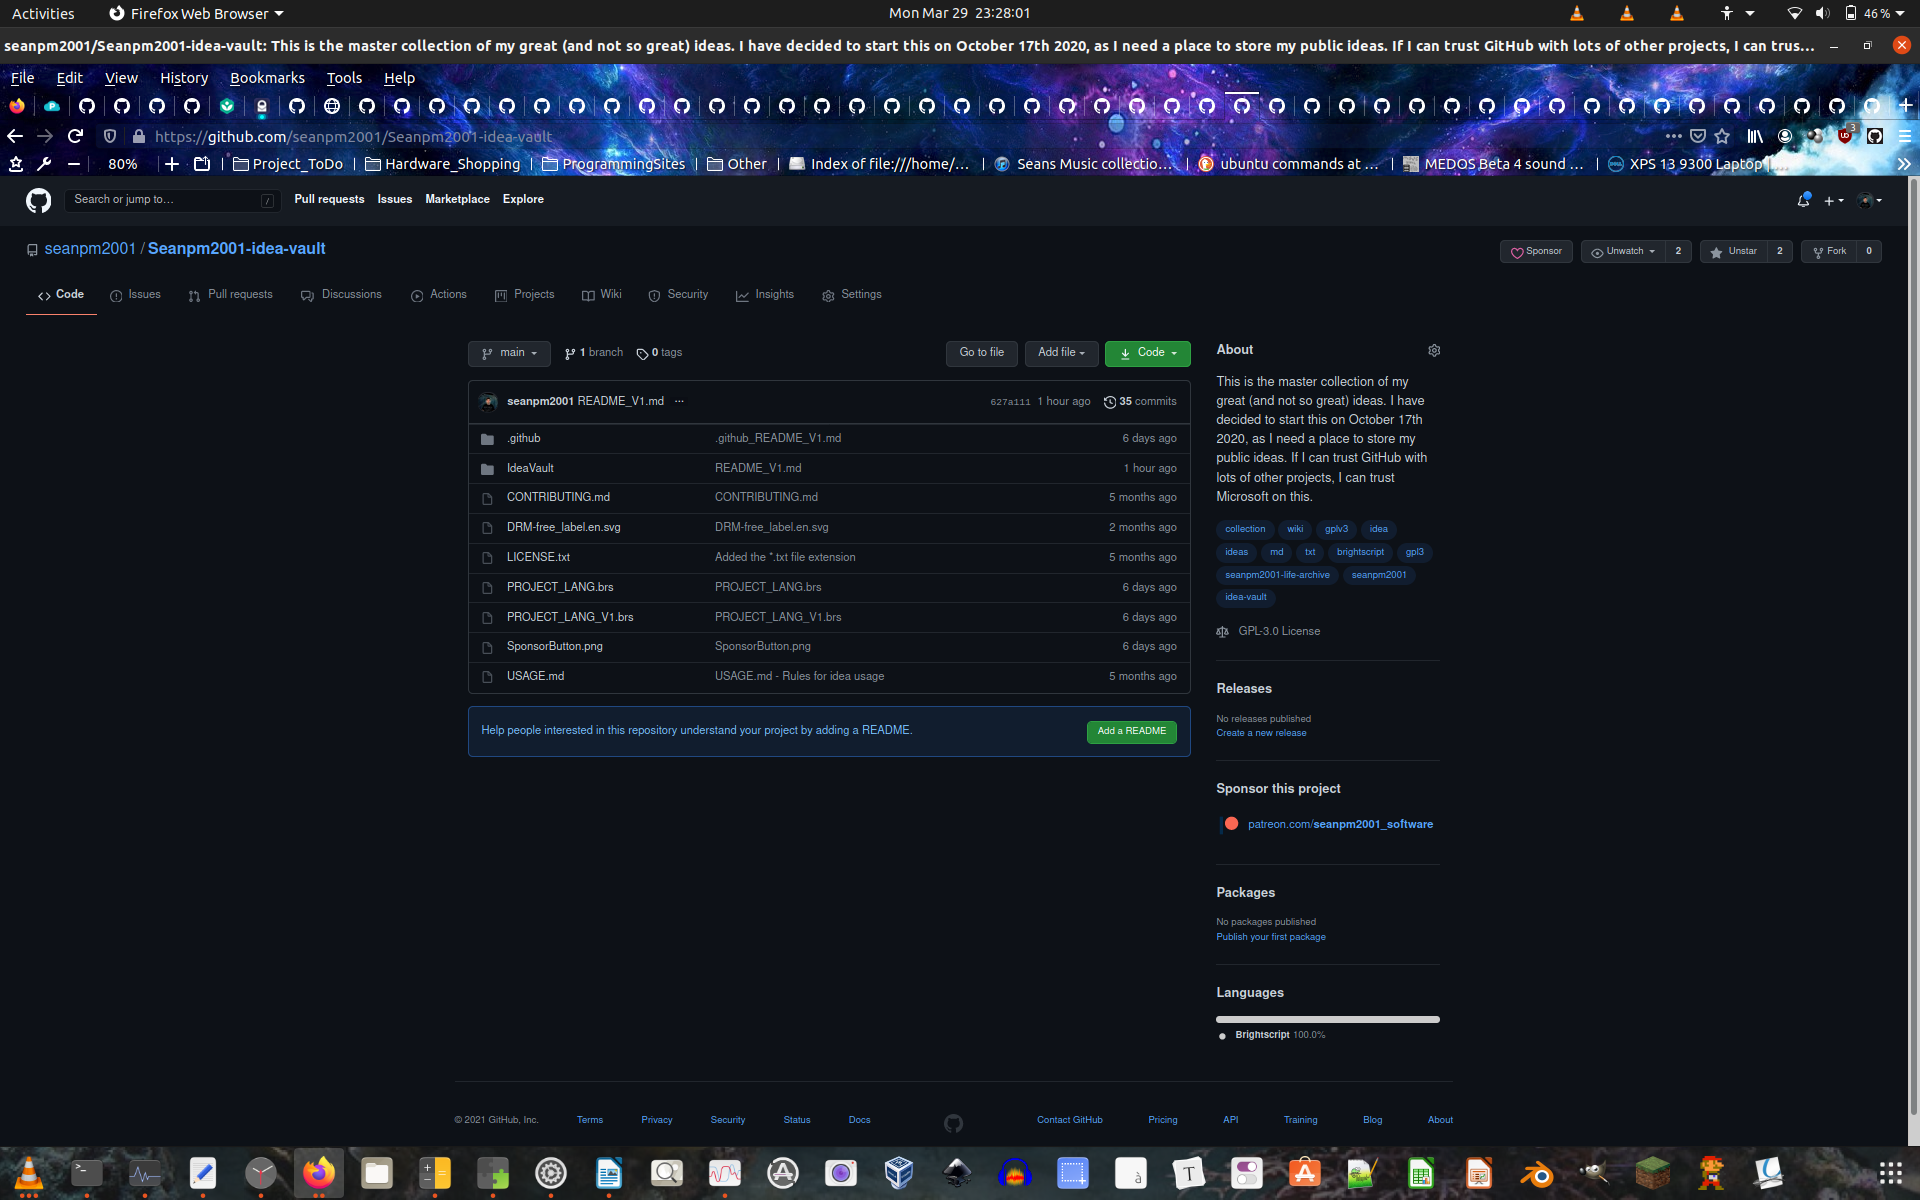 Activities
Firefox Web Browser
Mon Mar 29 23:28:01
46 %
seanpm2001/Seanpm2001-idea-vault: This is the master collection of my great (and not so great) ideas. I have decided to start this on October 17th 2020, as I need a place to store my public ideas. If I can trust GitHub with lots of other projects, I can trus...
File Edit View History Bookmarks Tools Help
https://github.com/seanpm2001/Seanpm2001-idea-vault
3
80%
Project_ToDo
Hardware_Shopping
ProgrammingSites
Other
Index of file:///home/...
Seans Music collectio...
ubuntu commands at ...
MEDOS Beta 4 sound ...
XPS 13 9300 Laptop
Search or jump to...
/
Pull requests Issues Marketplace Explore
seanpm2001 / Seanpm2001-idea-vault
Sponsor
Unwatch 2
Unstar 2
Fork 0
Code
Issues
Pull requests
Discussions
Actions
Projects
Wiki
Security
Insights
Settings
main
1 branch
0 tags
Go to file
Add file
Code
seanpm2001 README_V1.md ...
627a111 1 hour ago 35 commits
.github .github_README_V1.md 6 days ago
IdeaVault README_V1.md 1 hour ago
CONTRIBUTING.md CONTRIBUTING.md 5 months ago
DRM-free_label.en.svg DRM-free_label.en.svg 2 months ago
LICENSE.txt Added the *.txt file extension 5 months ago
PROJECT_LANG.brs PROJECT_LANG.brs 6 days ago
PROJECT_LANG_V1.brs PROJECT_LANG_V1.brs 6 days ago
SponsorButton.png SponsorButton.png 6 days ago
USAGE.md USAGE.md - Rules for idea usage 5 months ago
Help people interested in this repository understand your project by adding a README.
Add a README
About
This is the master collection of my
great (and not so great) ideas. I have
decided to start this on October 17th
2020, as I need a place to store my
public ideas. If I can trust GitHub with
lots of other projects, I can trust
Microsoft on this.
collection wiki gplv3 idea
ideas md txt brightscript gpl3
seanpm2001-life-archive seanpm2001
idea-vault
GPL-3.0 License
Releases
No releases published
Create a new release
Sponsor this project
patreon.com/seanpm2001_software
Packages
No packages published
Publish your first package
Languages
Brightscript 100.0%
© 2021 GitHub, Inc. Terms Privacy Security Status Docs Contact GitHub Pricing API Training Blog About